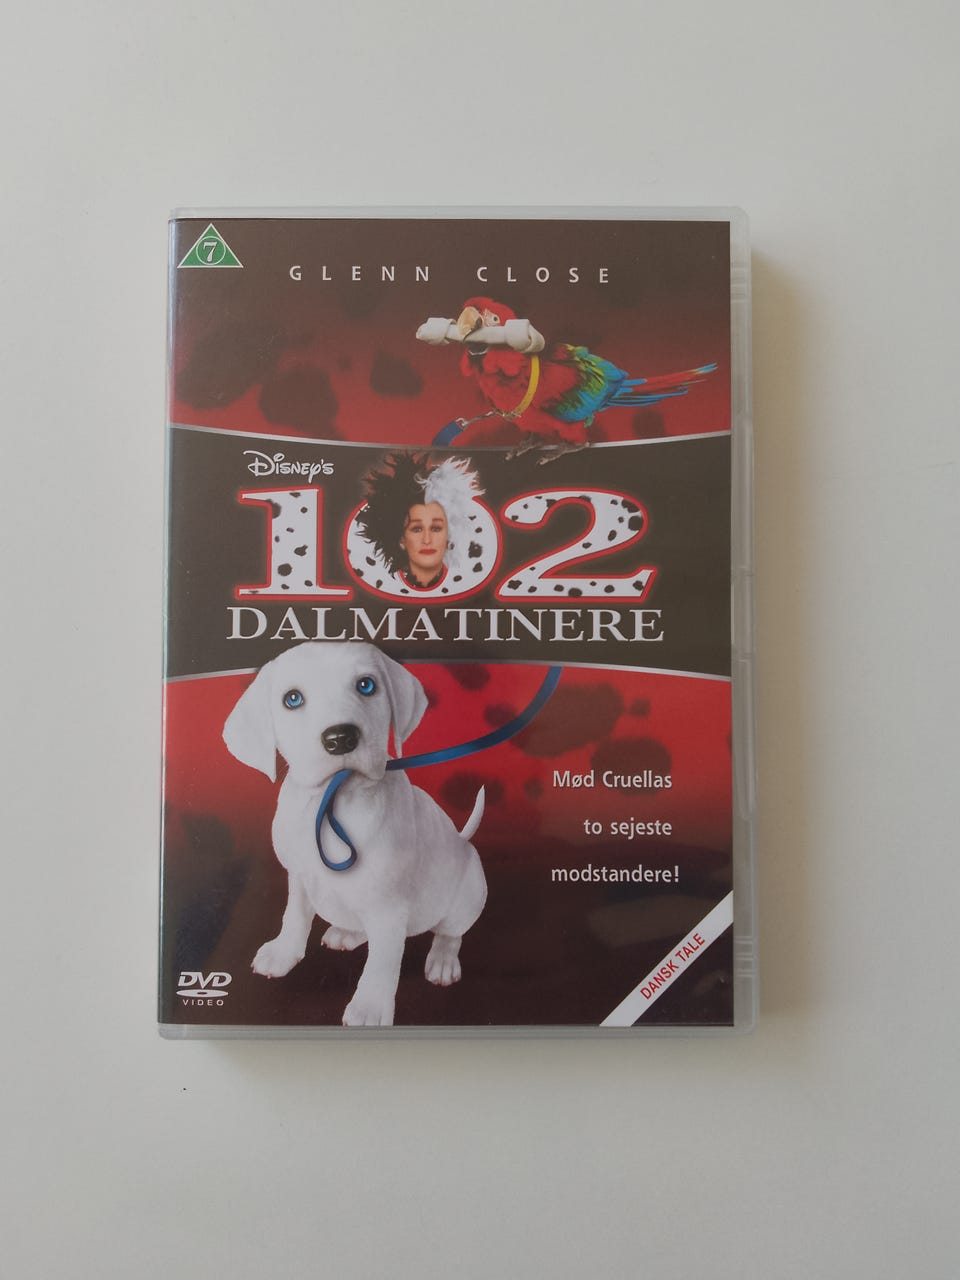 7
GLENN CLOSE
Disney's
102
DALMATINERE
Mød Cruellas
to sejeste
modstandere!
DANSK TALE
DVD
VIDEO